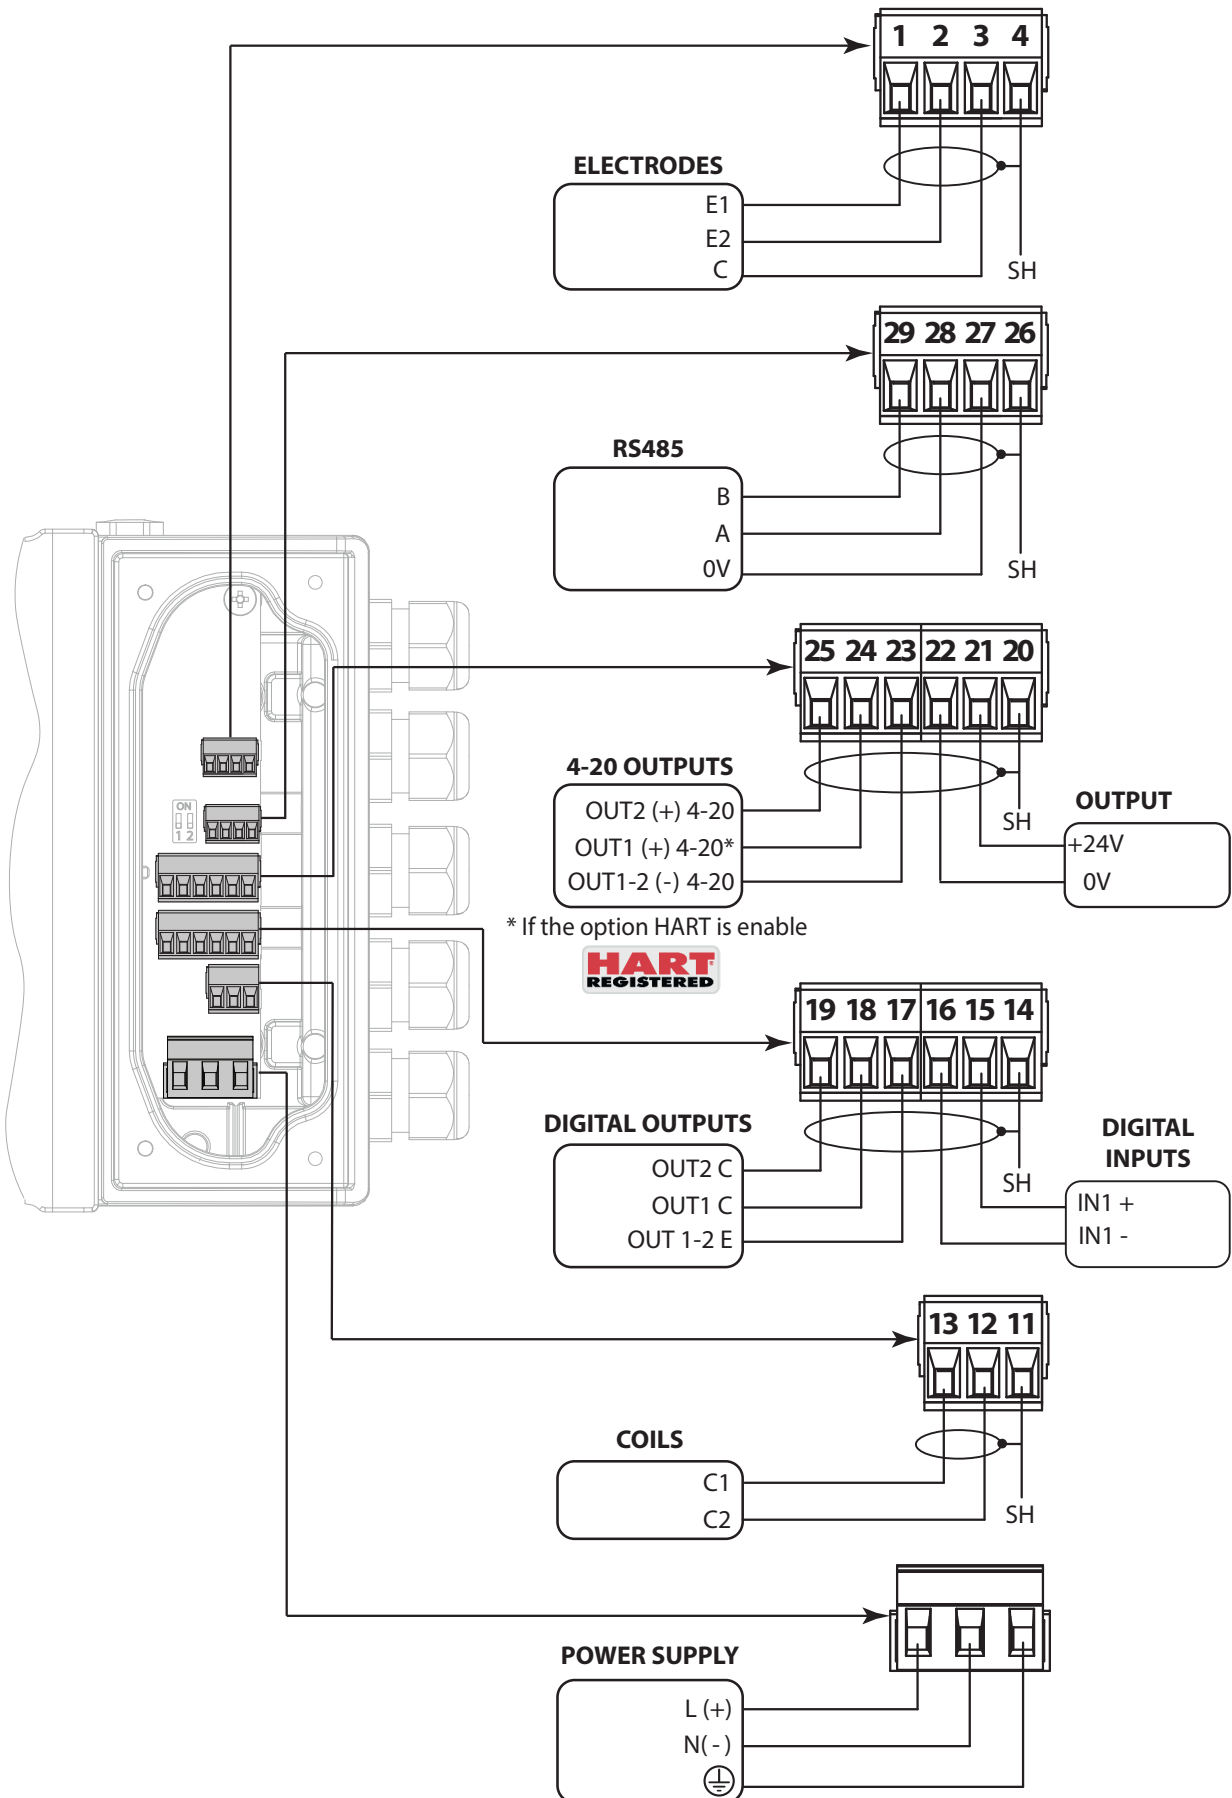 1 2 3 4
ELECTRODES
E1
E2
C
SH
29 28 27 26
RS485
B
A
0V
SH
25 24 23 22 21 20
4-20 OUTPUTS
OUT2 (+) 4-20
OUT1 (+) 4-20*
OUT1-2 (-) 4-20
SH
OUTPUT
+24V
0V
* If the option HART is enable
HART
REGISTERED
ON
1 2
19 18 17 16 15 14
DIGITAL OUTPUTS
OUT2 C
OUT1 C
OUT 1-2 E
SH
DIGITAL
INPUTS
IN1 +
IN1 -
13 12 11
COILS
C1
C2
SH
POWER SUPPLY
L (+)
N( - )